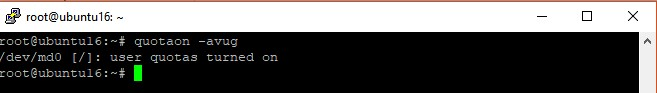 root@ubuntu16: ~
root@ubuntu16:~# quotaon -avug
/dev/md0 [/]: user quotas turned on
root@ubuntu16:~#